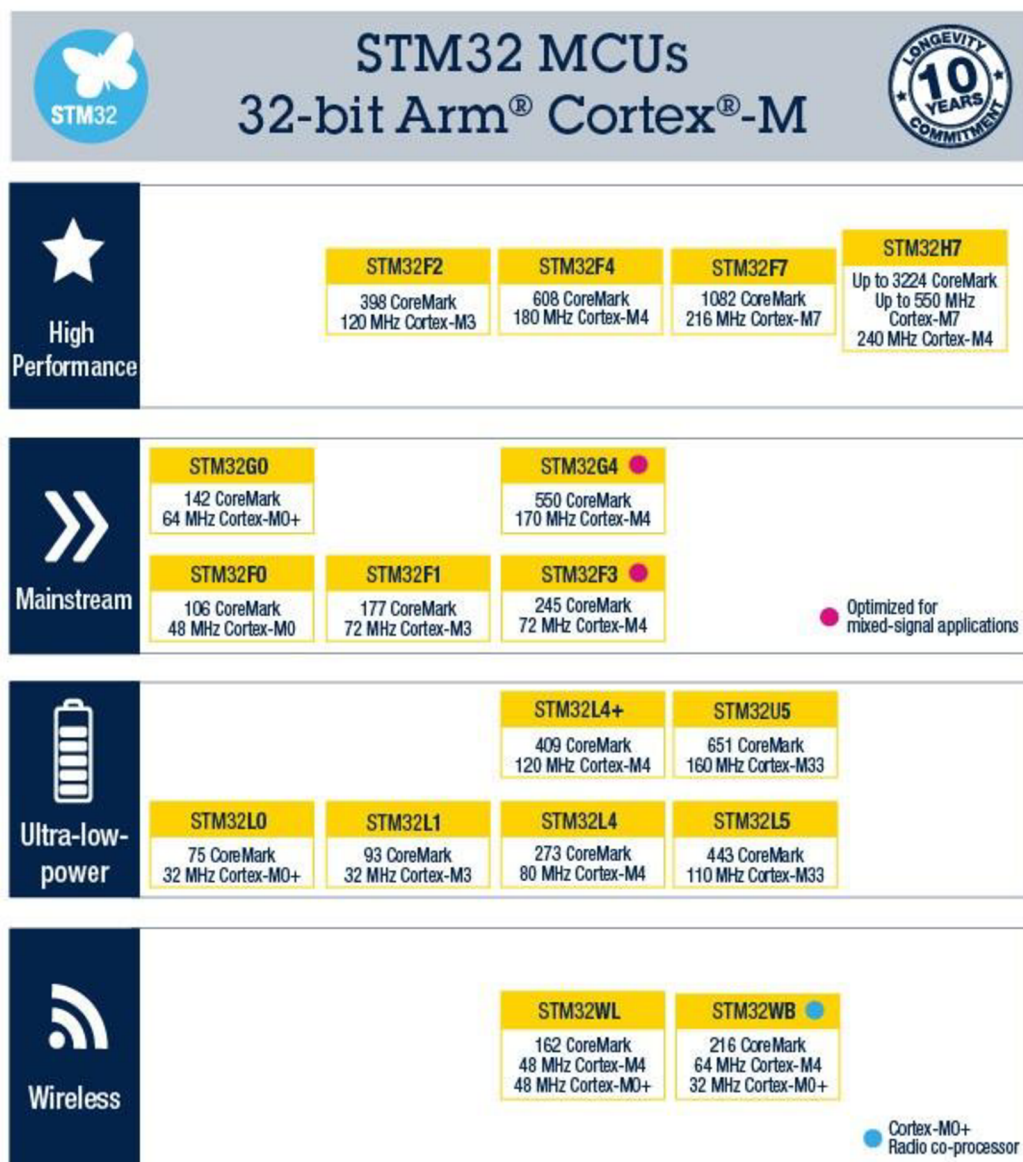 STM32
STM32 MCUs
32-bit Arm® Cortex®-M
LONGEVITY
10
YEARS
COMMITMENT
High
Performance
STM32F2
398 CoreMark
120 MHz Cortex-M3
STM32F4
608 CoreMark
180 MHz Cortex-M4
STM32F7
1082 CoreMark
216 MHz Cortex-M7
STM32H7
Up to 3224 CoreMark
Up to 550 MHz
Cortex-M7
240 MHz Cortex-M4
Mainstream
STM32G0
142 CoreMark
64 MHz Cortex-M0+
STM32G4
550 CoreMark
170 MHz Cortex-M4
STM32F0
106 CoreMark
48 MHz Cortex-M0
STM32F1
177 CoreMark
72 MHz Cortex-M3
STM32F3
245 CoreMark
72 MHz Cortex-M4
Optimized for
mixed-signal applications
Ultra-low-
power
STM32L4+
409 CoreMark
120 MHz Cortex-M4
STM32U5
651 CoreMark
160 MHz Cortex-M33
STM32L0
75 CoreMark
32 MHz Cortex-M0+
STM32L1
93 CoreMark
32 MHz Cortex-M3
STM32L4
273 CoreMark
80 MHz Cortex-M4
STM32L5
443 CoreMark
110 MHz Cortex-M33
Wireless
STM32WL
162 CoreMark
48 MHz Cortex-M4
48 MHz Cortex-M0+
STM32WB
216 CoreMark
64 MHz Cortex-M4
32 MHz Cortex-M0+
Cortex-M0+
Radio co-processor